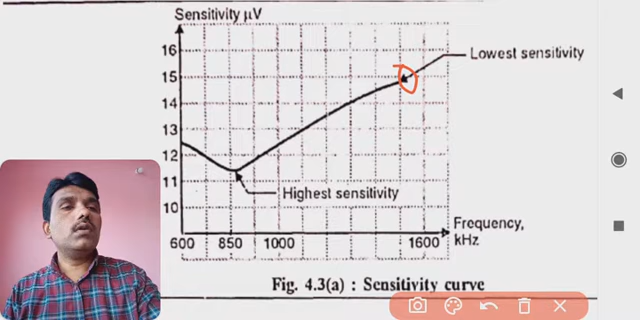 Sensitivity µV
16
15
14
13
12
11
10
Lowest sensitivity
Highest sensitivity
600 850 1000 1600
Frequency,
kHz
Fig. 4.3(a) : Sensitivity curve